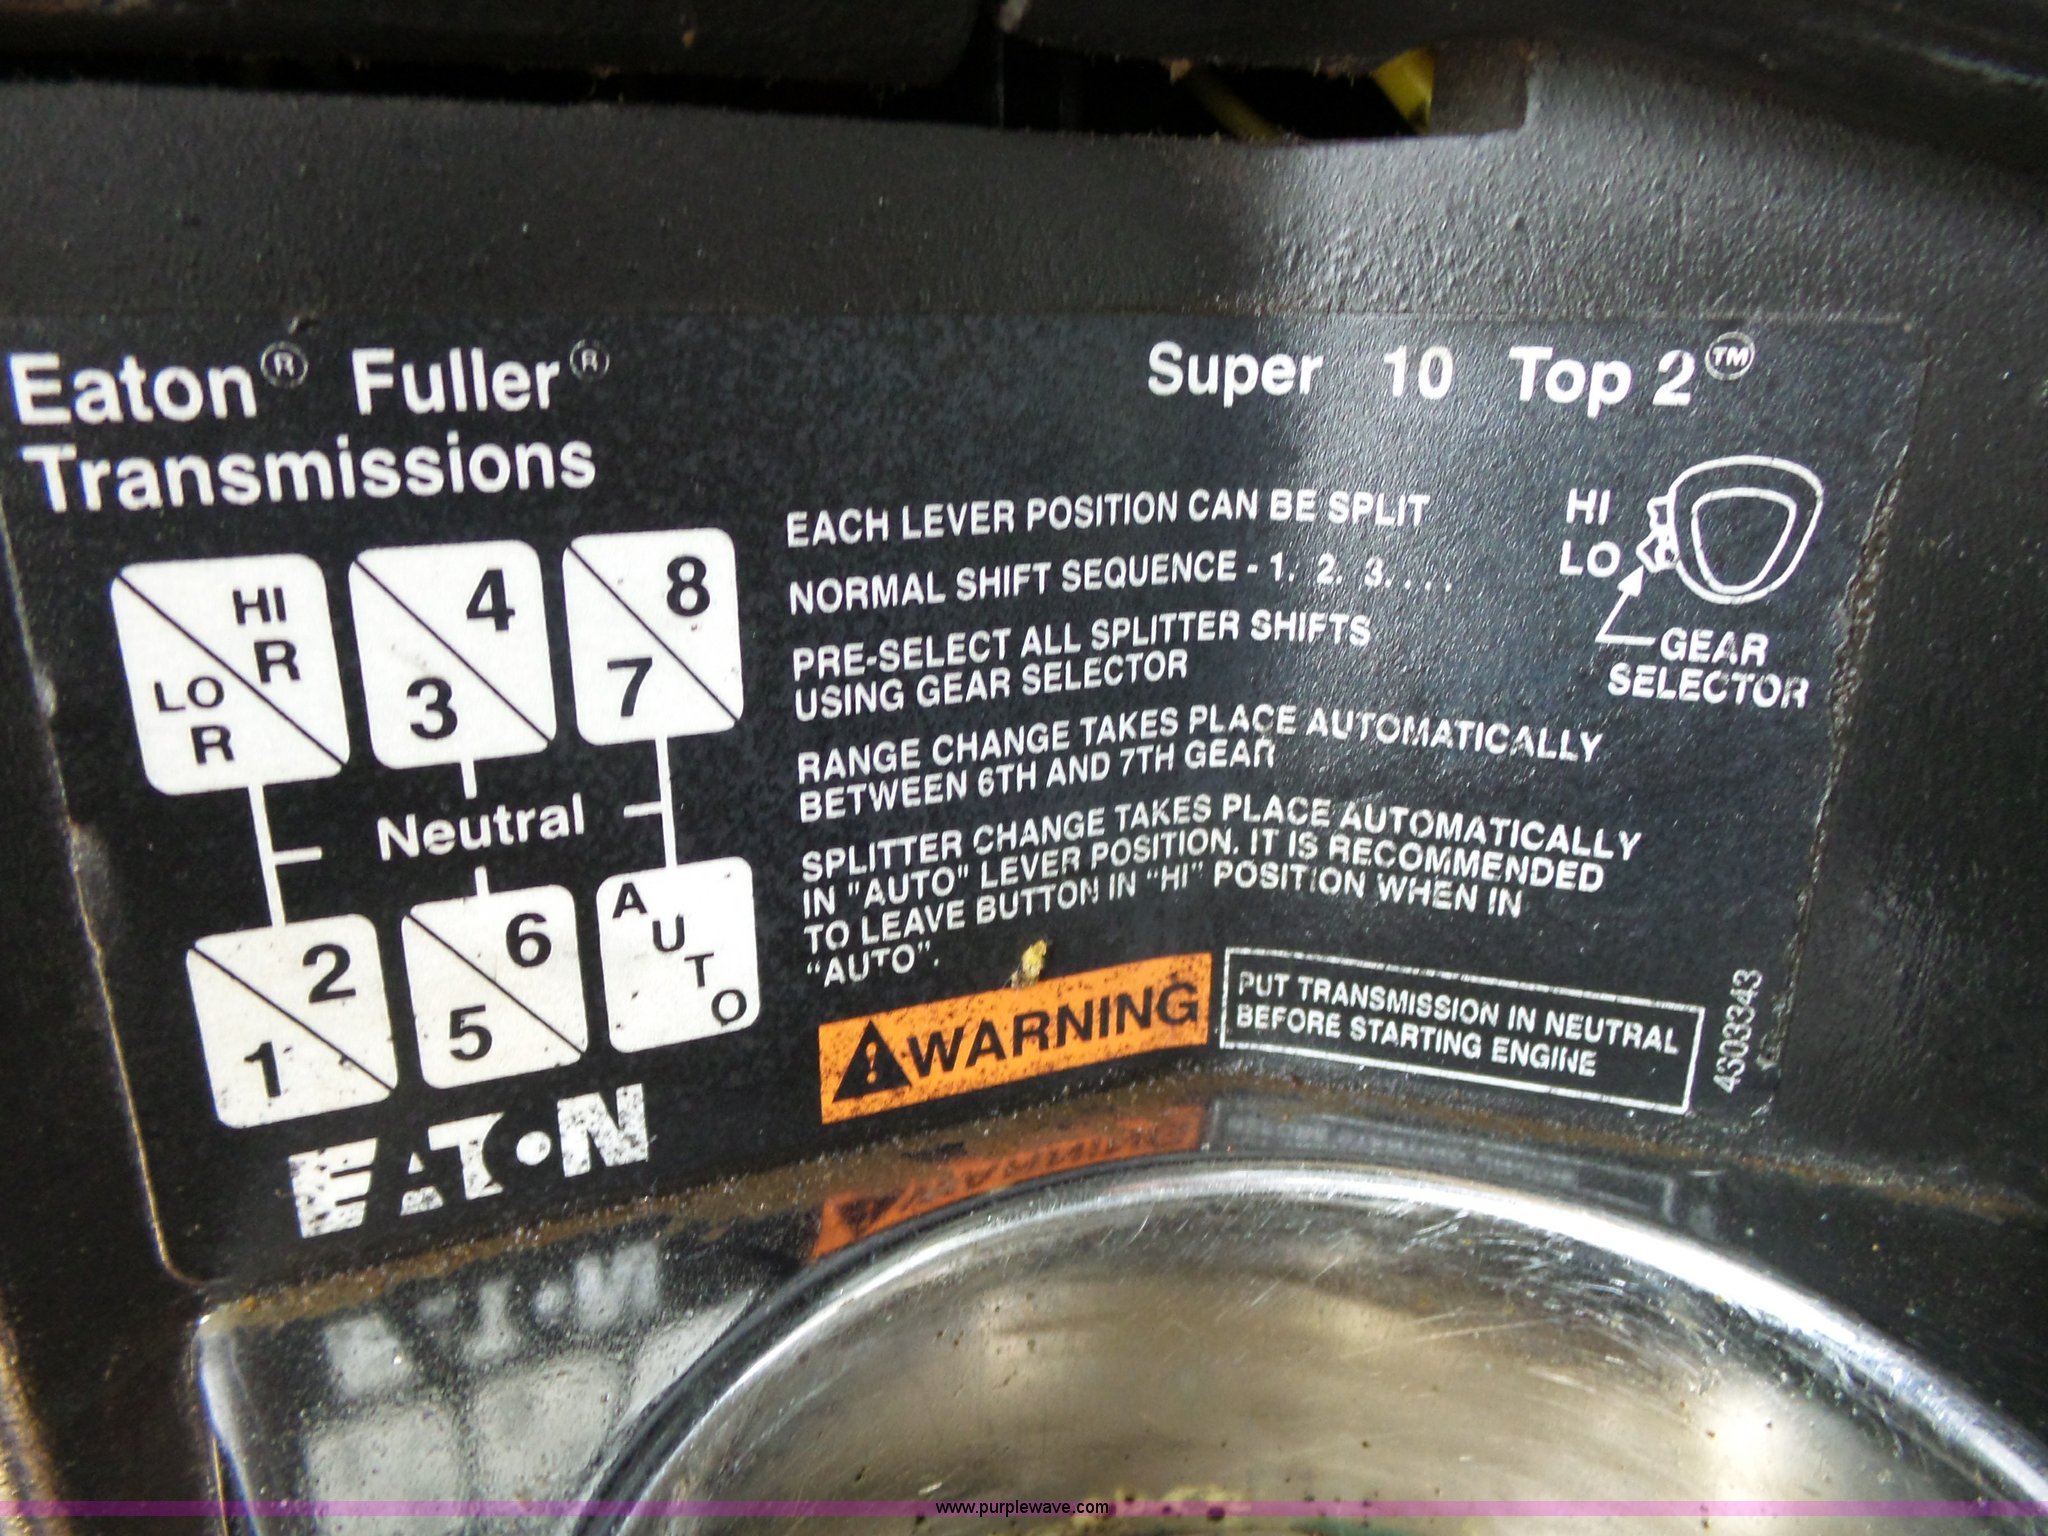 Eaton® Fuller®
Transmissions
Super 10 Top 2™
HI
R
LO
R
4
3
8
7
Neutral
2
1
6
5
AUTO
EATON
EACH LEVER POSITION CAN BE SPLIT
NORMAL SHIFT SEQUENCE - 1. 2. 3. . . .
PRE-SELECT ALL SPLITTER SHIFTS
USING GEAR SELECTOR
RANGE CHANGE TAKES PLACE AUTOMATICALLY
BETWEEN 6TH AND 7TH GEAR
SPLITTER CHANGE TAKES PLACE AUTOMATICALLY
IN "AUTO" LEVER POSITION. IT IS RECOMMENDED
TO LEAVE BUTTON IN "HI" POSITION WHEN IN
"AUTO".
HI
LO
GEAR
SELECTOR
WARNING
PUT TRANSMISSION IN NEUTRAL
BEFORE STARTING ENGINE
4303343
www.purplewave.com